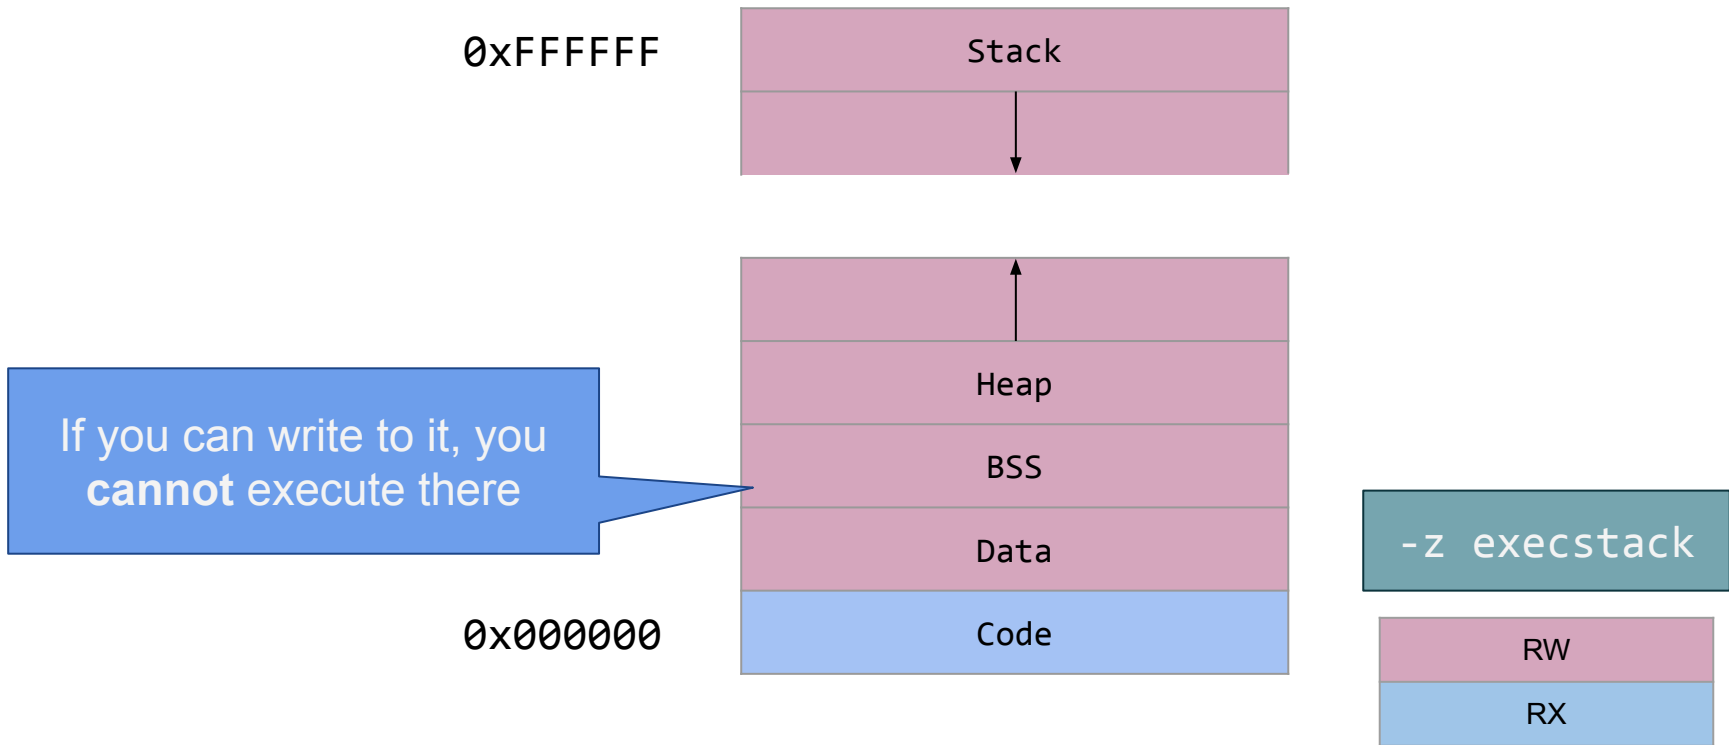 0xFFFFFF
Stack
Heap
If you can write to it, you
cannot execute there
BSS
Data
-z execstack
0x000000
Code
RW
RX